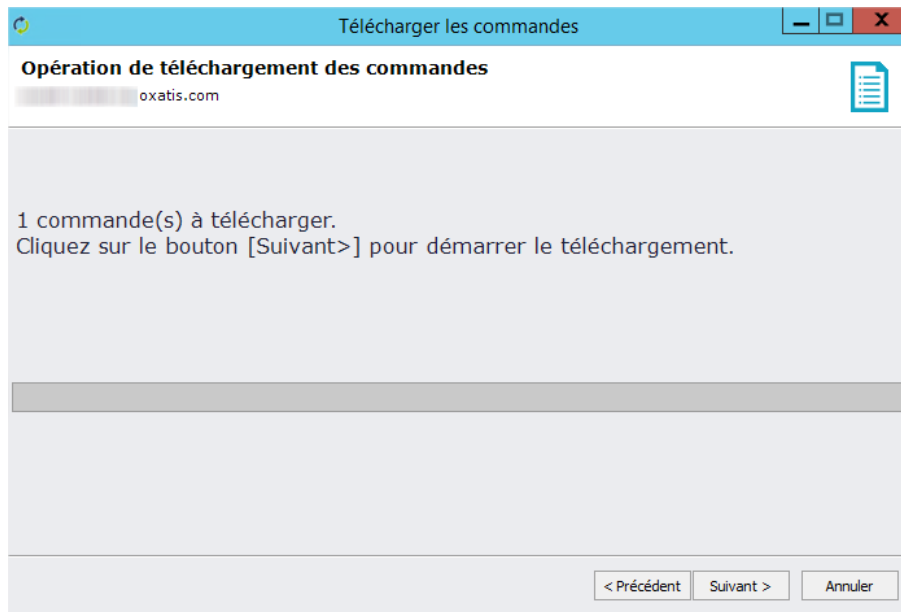 Télécharger les commandes
Opération de téléchargement des commandes
oxatis.com
1 commande(s) à télécharger.
Cliquez sur le bouton [Suivant>] pour démarrer le téléchargement.
< Précédent Suivant > Annuler